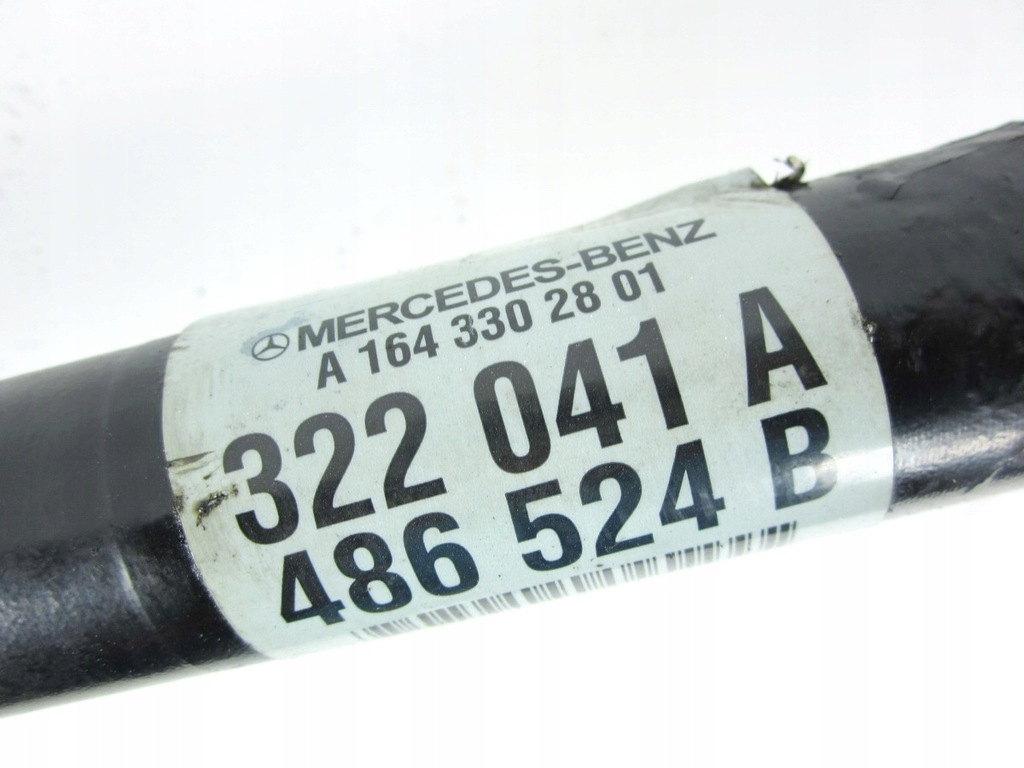 MERCEDES-BENZ
A 164 330 28 01
322 041 A
486 524 B